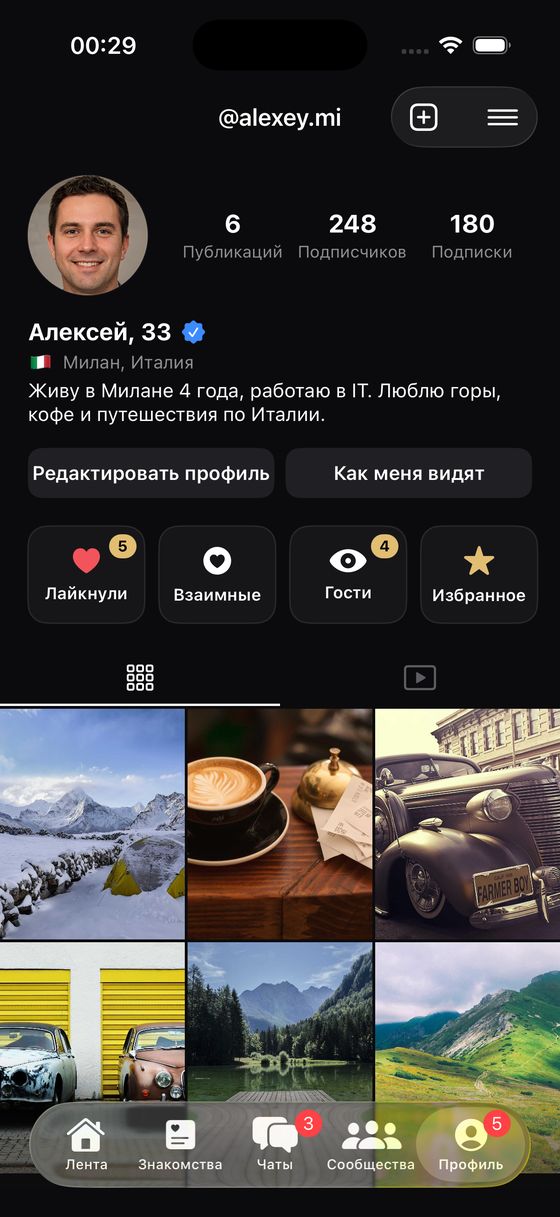 00:29
@alexey.mi
6 248 180
Публикаций Подписчиков Подписки
Алексей, 33
Милан, Италия
Живу в Милане 4 года, работаю в IT. Люблю горы,
кофе и путешествия по Италии.
Редактировать профиль Как меня видят
5 4
Лайкнули Взаимные Гости Избранное
FARMER BOY
3 5
Лента Знакомства Чаты Сообщества Профиль